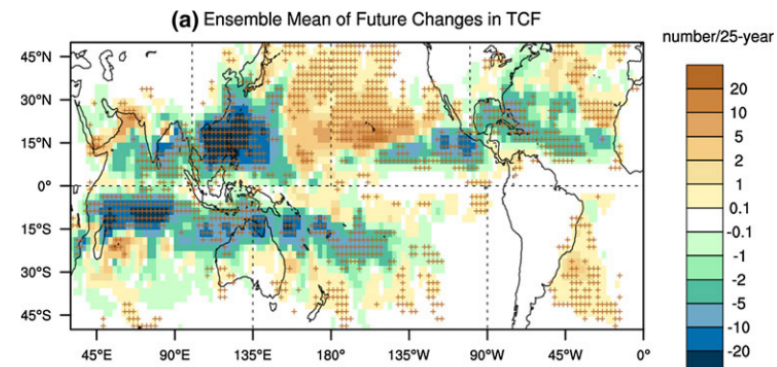 (a) Ensemble Mean of Future Changes in TCF
number/25-year
45°N
30°N
15°N
0°
15°S
30°S
45°S
45°E 90°E 135°E 180° 135°W 90°W 45°W 0°
20
10
5
2
1
0.1
-0.1
-1
-2
-5
-10
-20